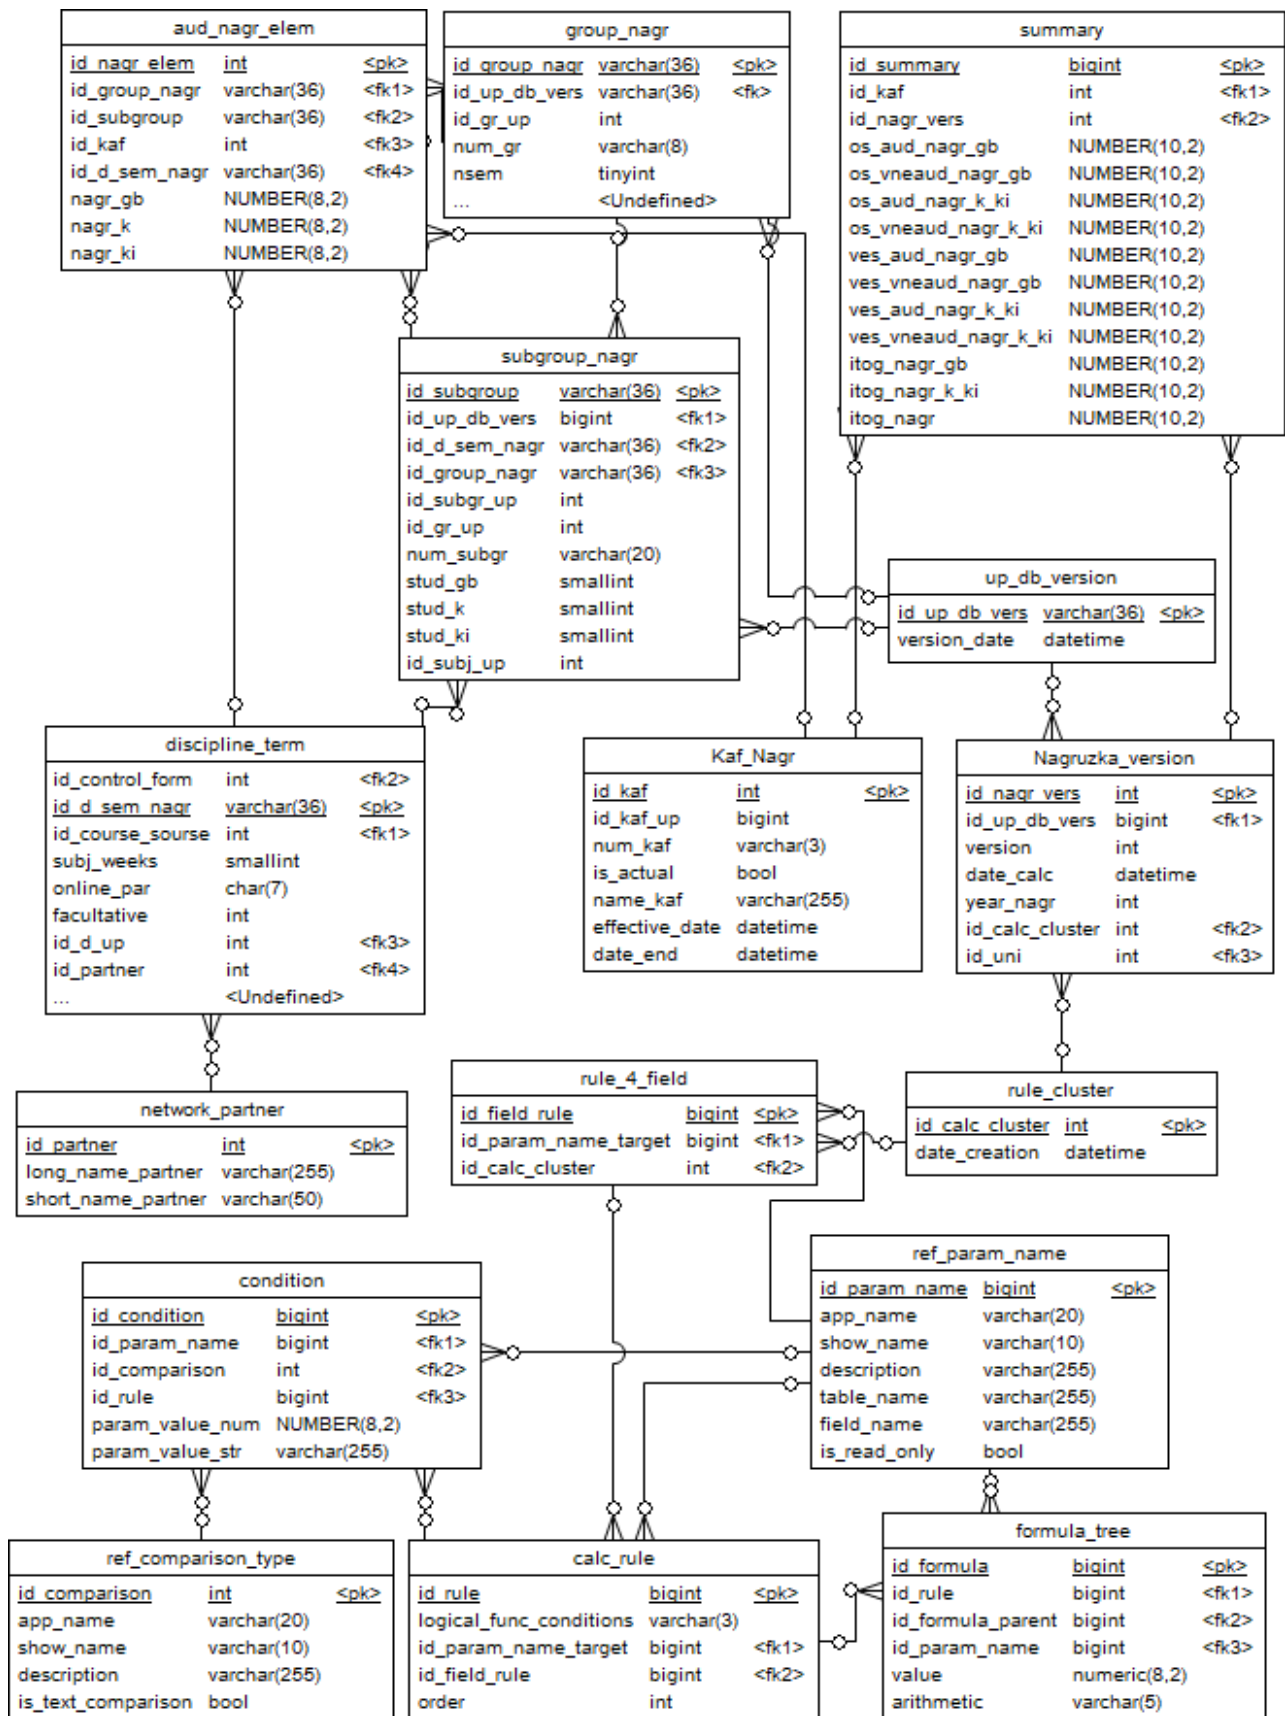 aud_nagr_elem
id_nagr_elem int <pk>
id_group_nagr varchar(36) <fk1>
id_subgroup varchar(36) <fk2>
id_kaf int <fk3>
id_d_sem_nagr varchar(36) <fk4>
nagr_gb NUMBER(8,2)
nagr_k NUMBER(8,2)
nagr_ki NUMBER(8,2)
group_nagr
id_group_nagr varchar(36) <pk>
id_up_db_vers varchar(36) <fk>
id_gr_up int
num_gr varchar(8)
nsem tinyint
... <Undefined>
summary
id_summary bigint <pk>
id_kaf int <fk1>
id_nagr_vers int <fk2>
os_aud_nagr_gb NUMBER(10,2)
os_vneaud_nagr_gb NUMBER(10,2)
os_aud_nagr_k_ki NUMBER(10,2)
os_vneaud_nagr_k_ki NUMBER(10,2)
ves_aud_nagr_gb NUMBER(10,2)
ves_vneaud_nagr_gb NUMBER(10,2)
ves_aud_nagr_k_ki NUMBER(10,2)
ves_vneaud_nagr_k_ki NUMBER(10,2)
itog_nagr_gb NUMBER(10,2)
itog_nagr_k_ki NUMBER(10,2)
itog_nagr NUMBER(10,2)
subgroup_nagr
id_subgroup varchar(36) <pk>
id_up_db_vers bigint <fk1>
id_d_sem_nagr varchar(36) <fk2>
id_group_nagr varchar(36) <fk3>
id_subgr_up int
id_gr_up int
num_subgr varchar(20)
stud_gb smallint
stud_k smallint
stud_ki smallint
id_subj_up int
up_db_version
id_up_db_vers varchar(36) <pk>
version_date datetime
discipline_term
id_control_form int <fk2>
id_d_sem_nagr varchar(36) <pk>
id_course_sourse int <fk1>
subj_weeks smallint
online_par char(7)
facultative int
id_d_up int <fk3>
id_partner int <fk4>
... <Undefined>
Kaf_Nagr
id_kaf int <pk>
id_kaf_up bigint
num_kaf varchar(3)
is_actual bool
name_kaf varchar(255)
effective_date datetime
date_end datetime
Nagruzka_version
id_nagr_vers int <pk>
id_up_db_vers bigint <fk1>
version int
date_calc datetime
year_nagr int
id_calc_cluster int <fk2>
id_uni int <fk3>
network_partner
id_partner int <pk>
long_name_partner varchar(255)
short_name_partner varchar(50)
rule_4_field
id_field_rule bigint <pk>
id_param_name_target bigint <fk1>
id_calc_cluster int <fk2>
rule_cluster
id_calc_cluster int <pk>
date_creation datetime
condition
id_condition bigint <pk>
id_param_name bigint <fk1>
id_comparison int <fk2>
id_rule bigint <fk3>
param_value_num NUMBER(8,2)
param_value_str varchar(255)
ref_param_name
id_param_name bigint <pk>
app_name varchar(20)
show_name varchar(10)
description varchar(255)
table_name varchar(255)
field_name varchar(255)
is_read_only bool
ref_comparison_type
id_comparison int <pk>
app_name varchar(20)
show_name varchar(10)
description varchar(255)
is_text_comparison bool
calc_rule
id_rule bigint <pk>
logical_func_conditions varchar(3)
id_param_name_target bigint <fk1>
id_field_rule bigint <fk2>
order int
formula_tree
id_formula bigint <pk>
id_rule bigint <fk1>
id_formula_parent bigint <fk2>
id_param_name bigint <fk3>
value numeric(8,2)
arithmetic varchar(5)